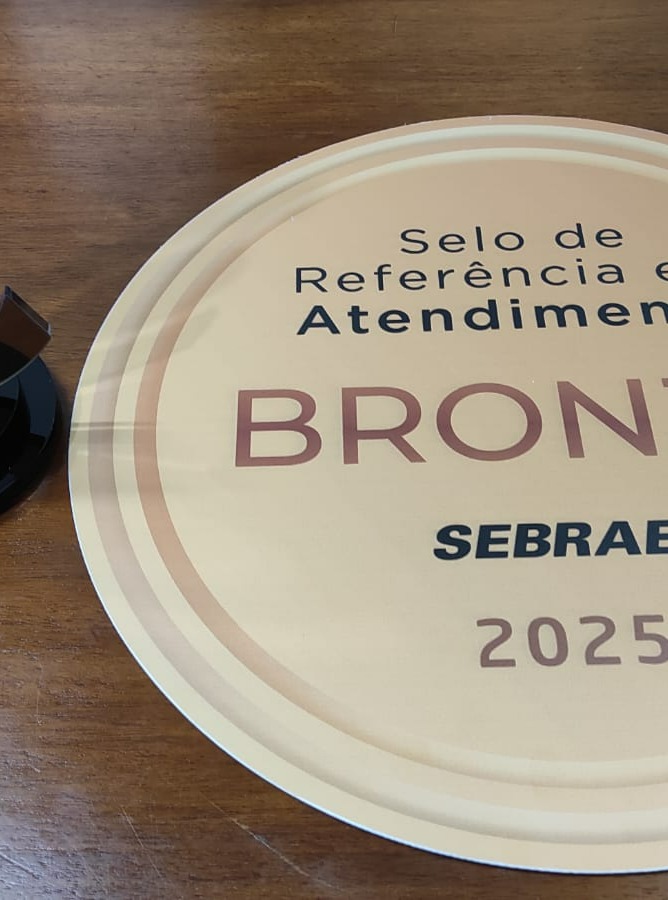 Selo de
Referência e
Atendimen
BRON
SEBRAE
2025